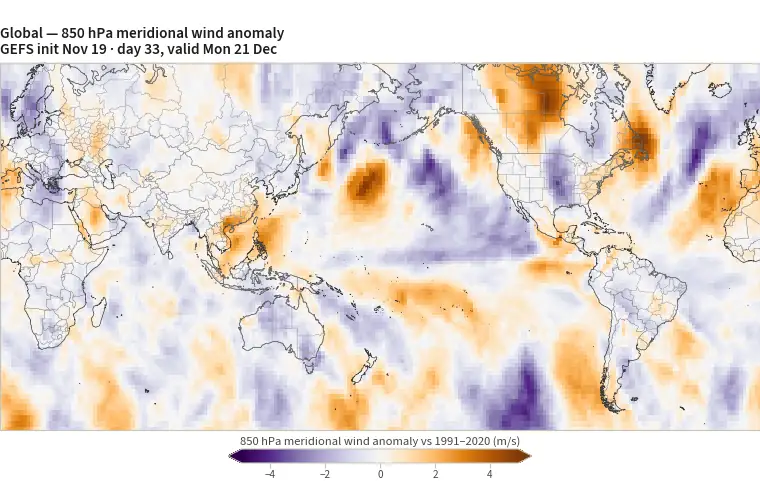 Global — 850 hPa meridional wind anomaly
GEFS init Nov 19 · day 33, valid Mon 21 Dec
850 hPa meridional wind anomaly vs 1991–2020 (m/s)
−4 −2 0 2 4